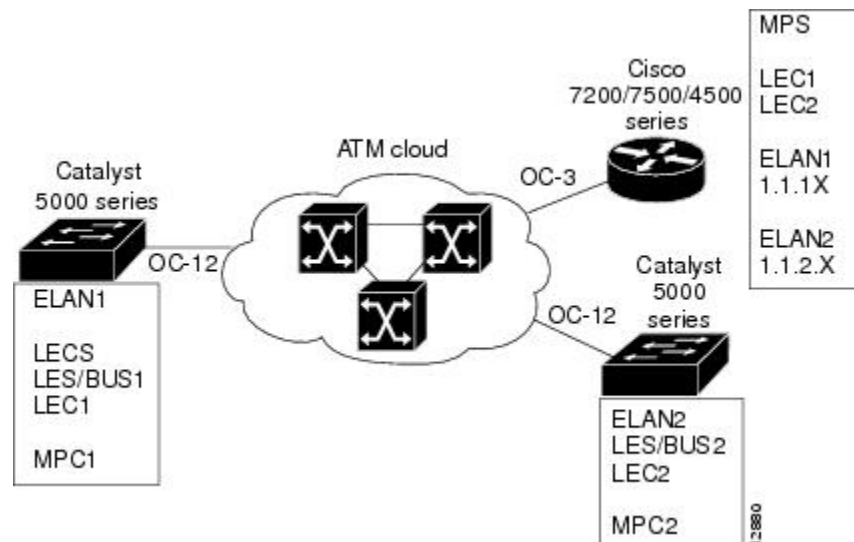 MPS
LEC1
LEC2
ELAN1
1.1.1X
ELAN2
1.1.2.X
Cisco
7200/7500/4500
series
ATM cloud
OC-3
Catalyst
5000 series
OC-12
ELAN1
LECS
LES/BUS1
LEC1
MPC1
Catalyst
5000
series
OC-12
ELAN2
LES/BUS2
LEC2
MPC2
12880